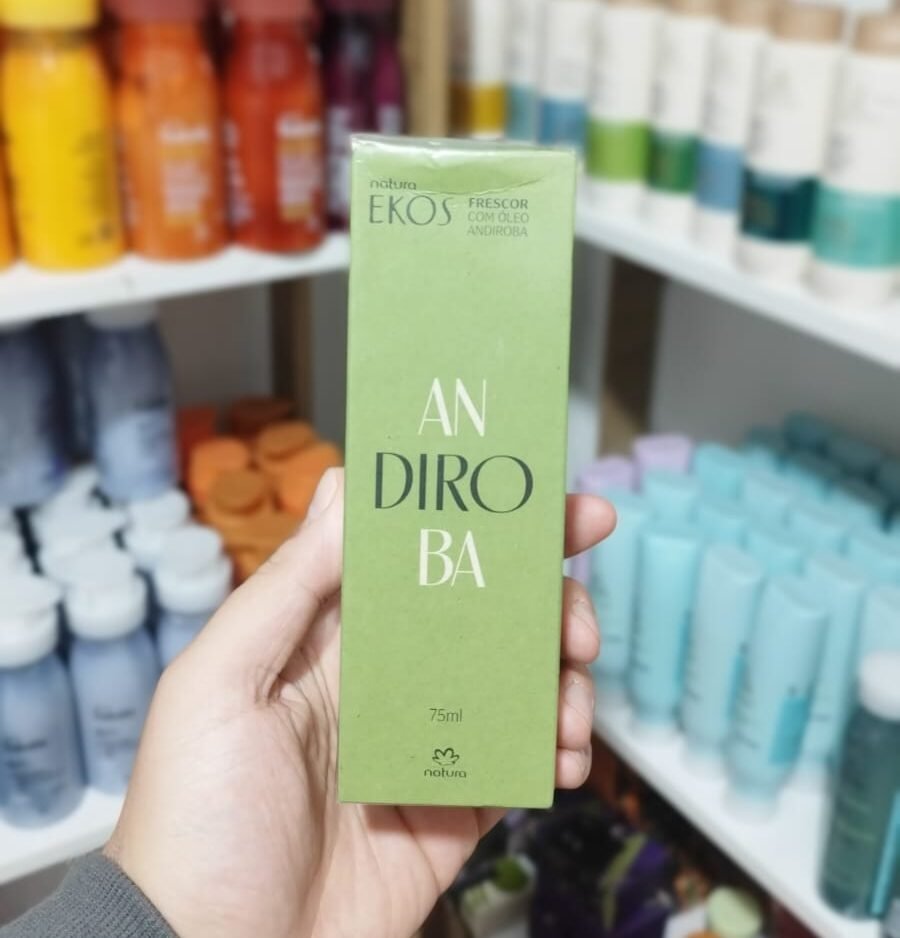 natura
EKOS
FRESCOR
COM ÓLEO
ANDIROBA
AN
DIRO
BA
75ml
natura